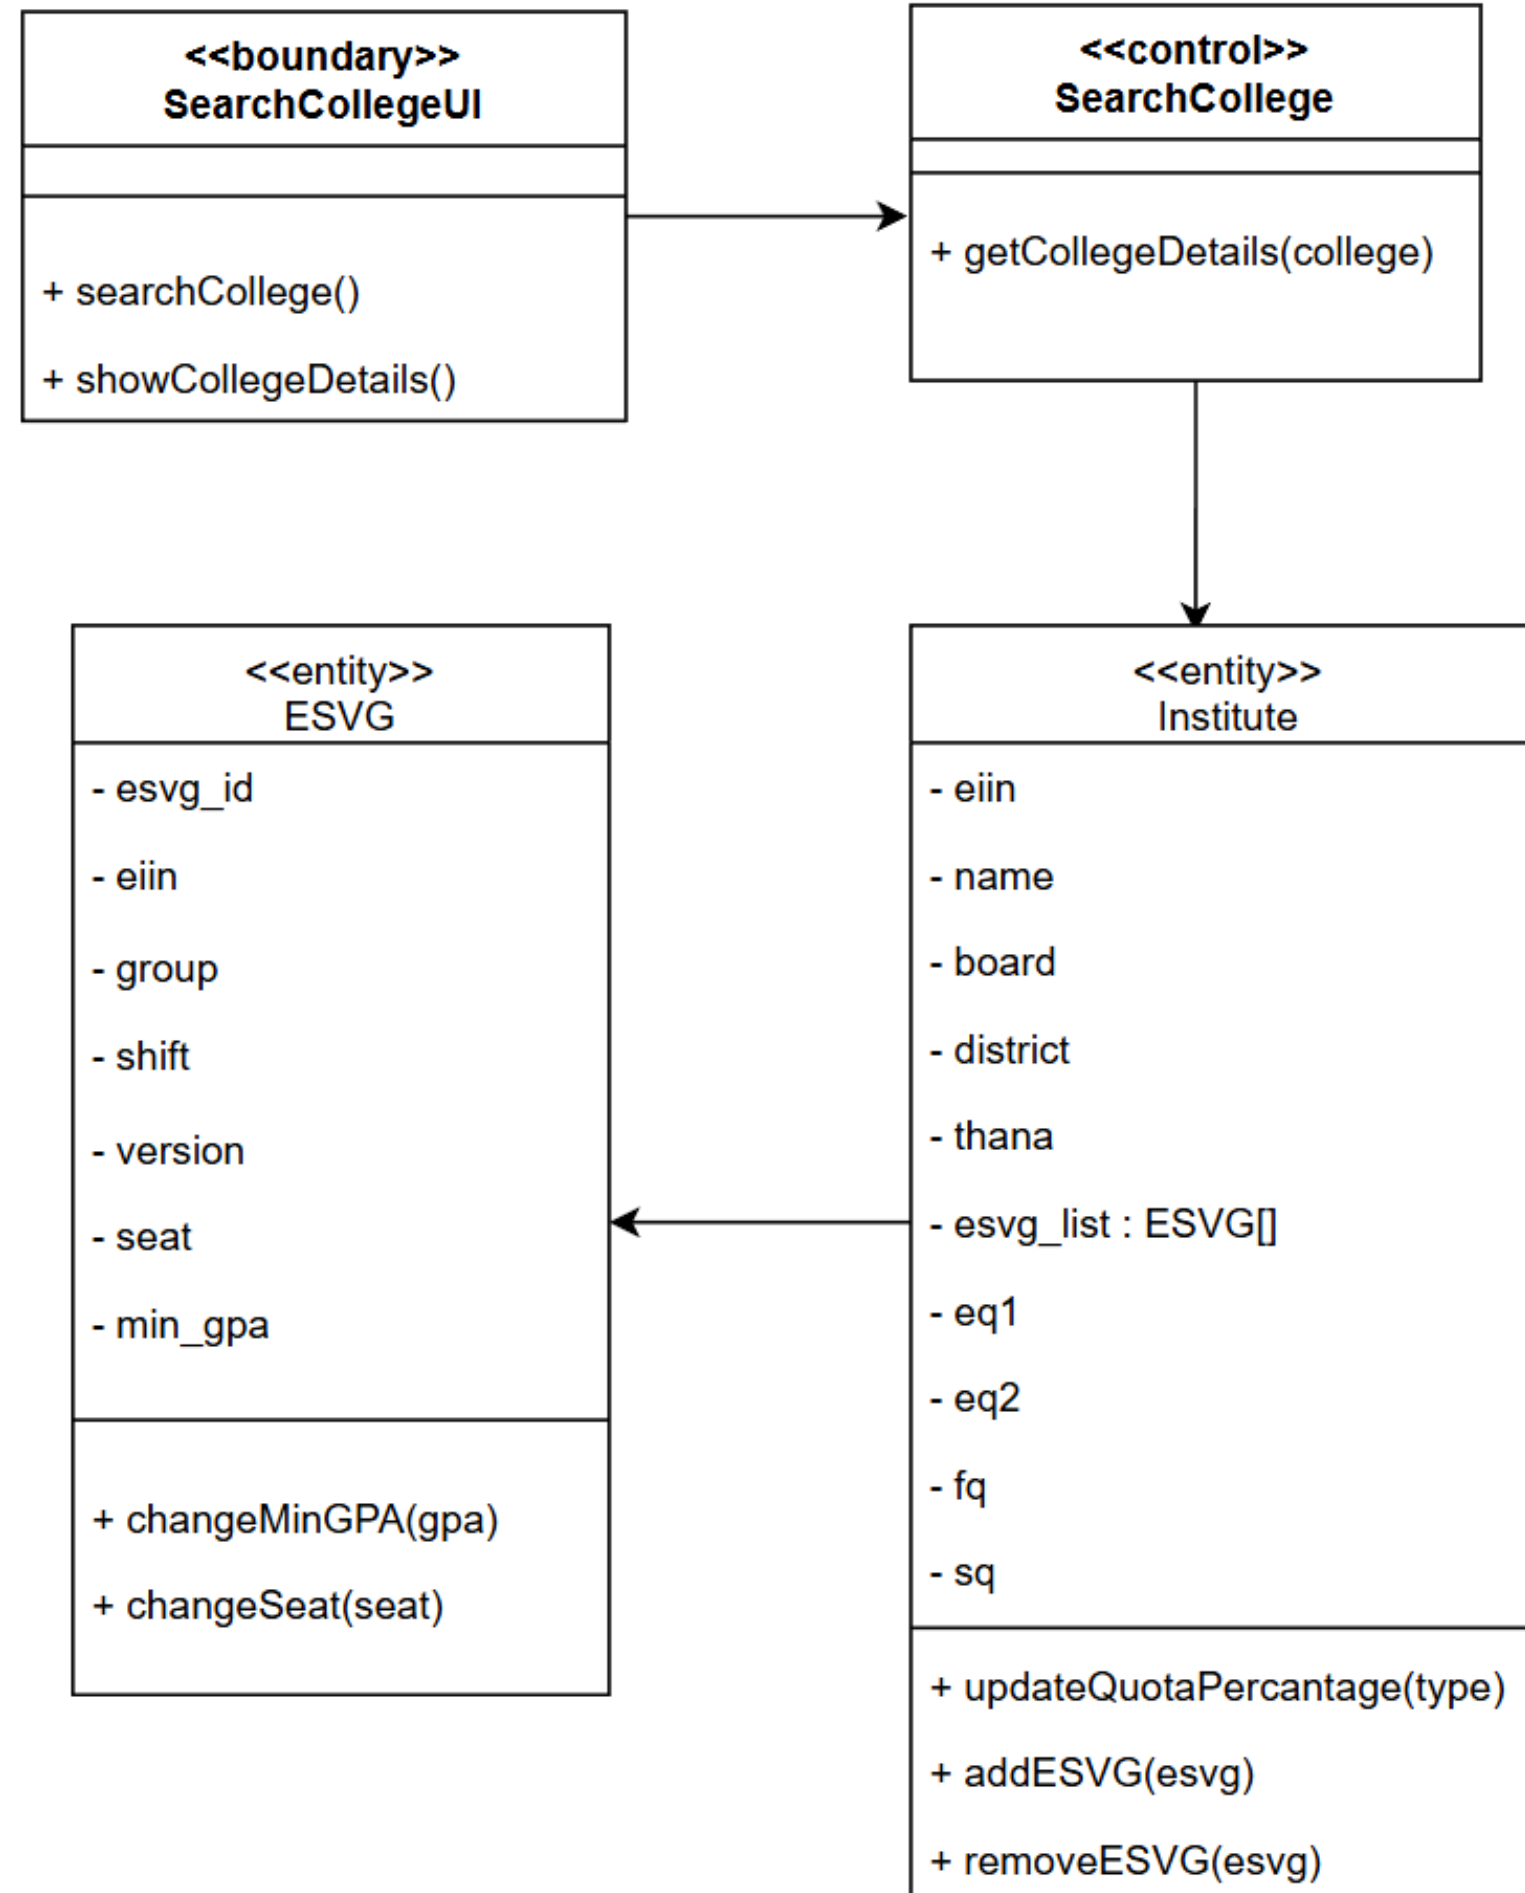 <<boundary>>
SearchCollegeUI
+ searchCollege()
+ showCollegeDetails()
<<control>>
SearchCollege
+ getCollegeDetails(college)
<<entity>>
ESVG
- esvg_id
- eiin
- group
- shift
- version
- seat
- min_gpa
+ changeMinGPA(gpa)
+ changeSeat(seat)
<<entity>>
Institute
- eiin
- name
- board
- district
- thana
- esvg_list : ESVG[]
- eq1
- eq2
- fq
- sq
+ updateQuotaPercantage(type)
+ addESVG(esvg)
+ removeESVG(esvg)